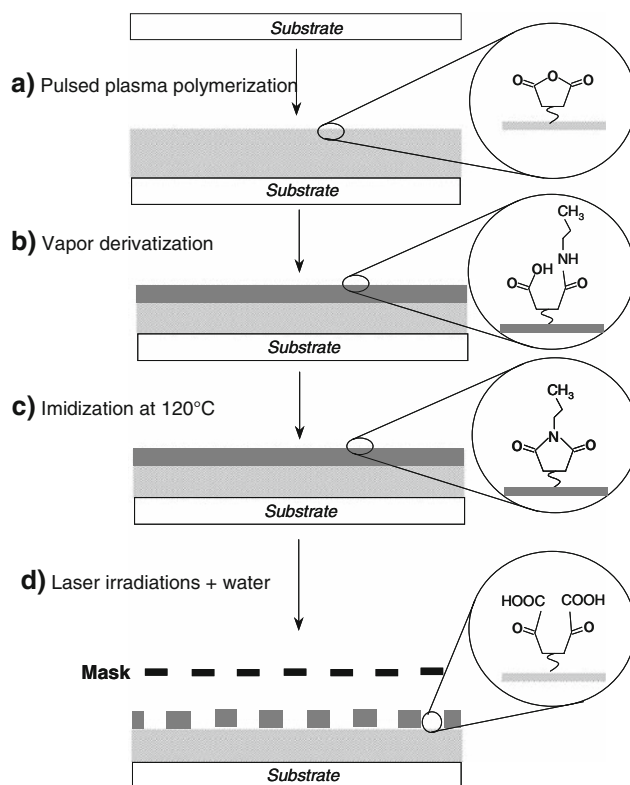 Substrate
a) Pulsed plasma polymerization
O O O
Substrate
b) Vapor derivatization
CH3
NH
OH
O O
Substrate
c) Imidization at 120°C
CH3
N
O O
Substrate
d) Laser irradiations + water
HOOC COOH
O O
Mask
Substrate